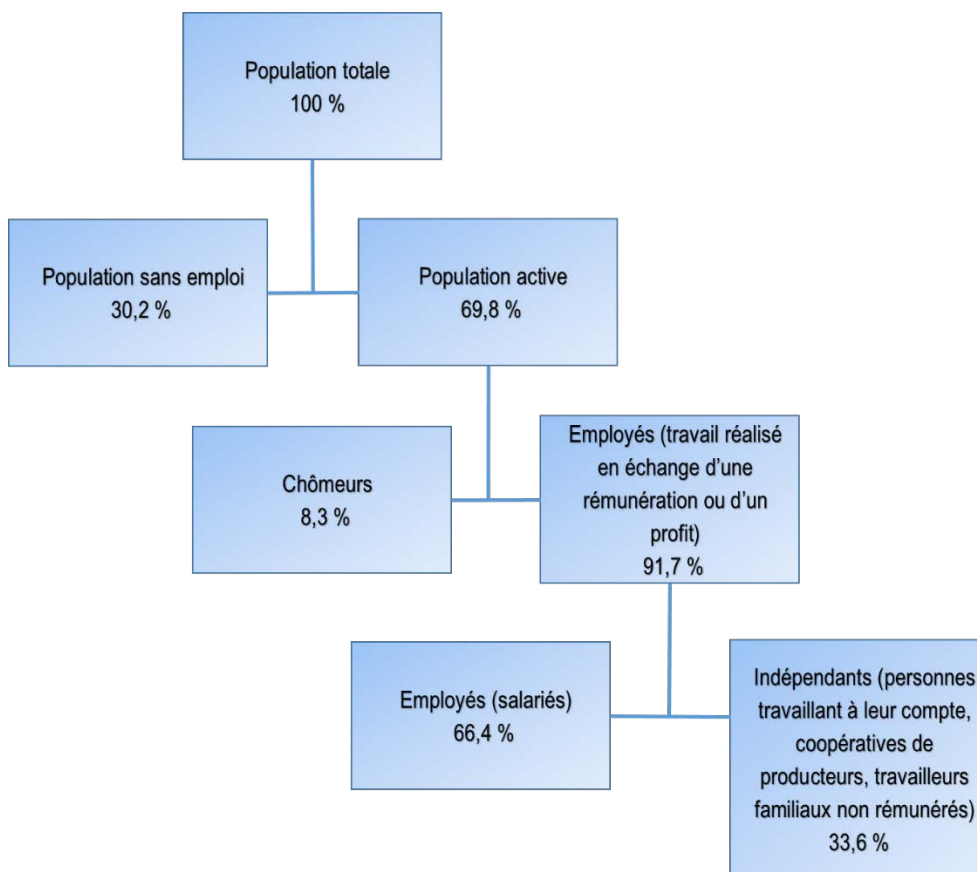 Population totale
100 %
Population sans emploi
30,2 %
Population active
69,8 %
Chômeurs
8,3 %
Employés (travail réalisé
en échange d’une
rémunération ou d’un
profit)
91,7 %
Employés (salariés)
66,4 %
Indépendants (personnes
travaillant à leur compte,
coopératives de
producteurs, travailleurs
familiaux non rémunérés)
33,6 %